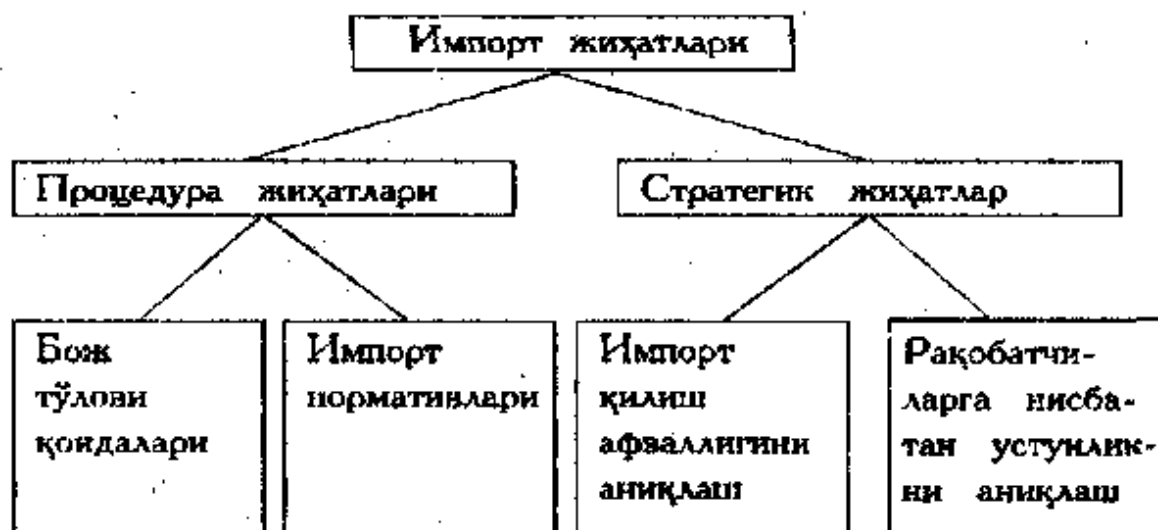 Импорт жиҳатлари
Процедура жиҳатлари
Стратегик жиҳатлар
Бож
тўлови
қоидалари
Импорт
нормативлари
Импорт
қилиш
афзаллигини
аниқлаш
Рақобатчи-
ларга нисба-
тан устунлик-
ни аниқлаш